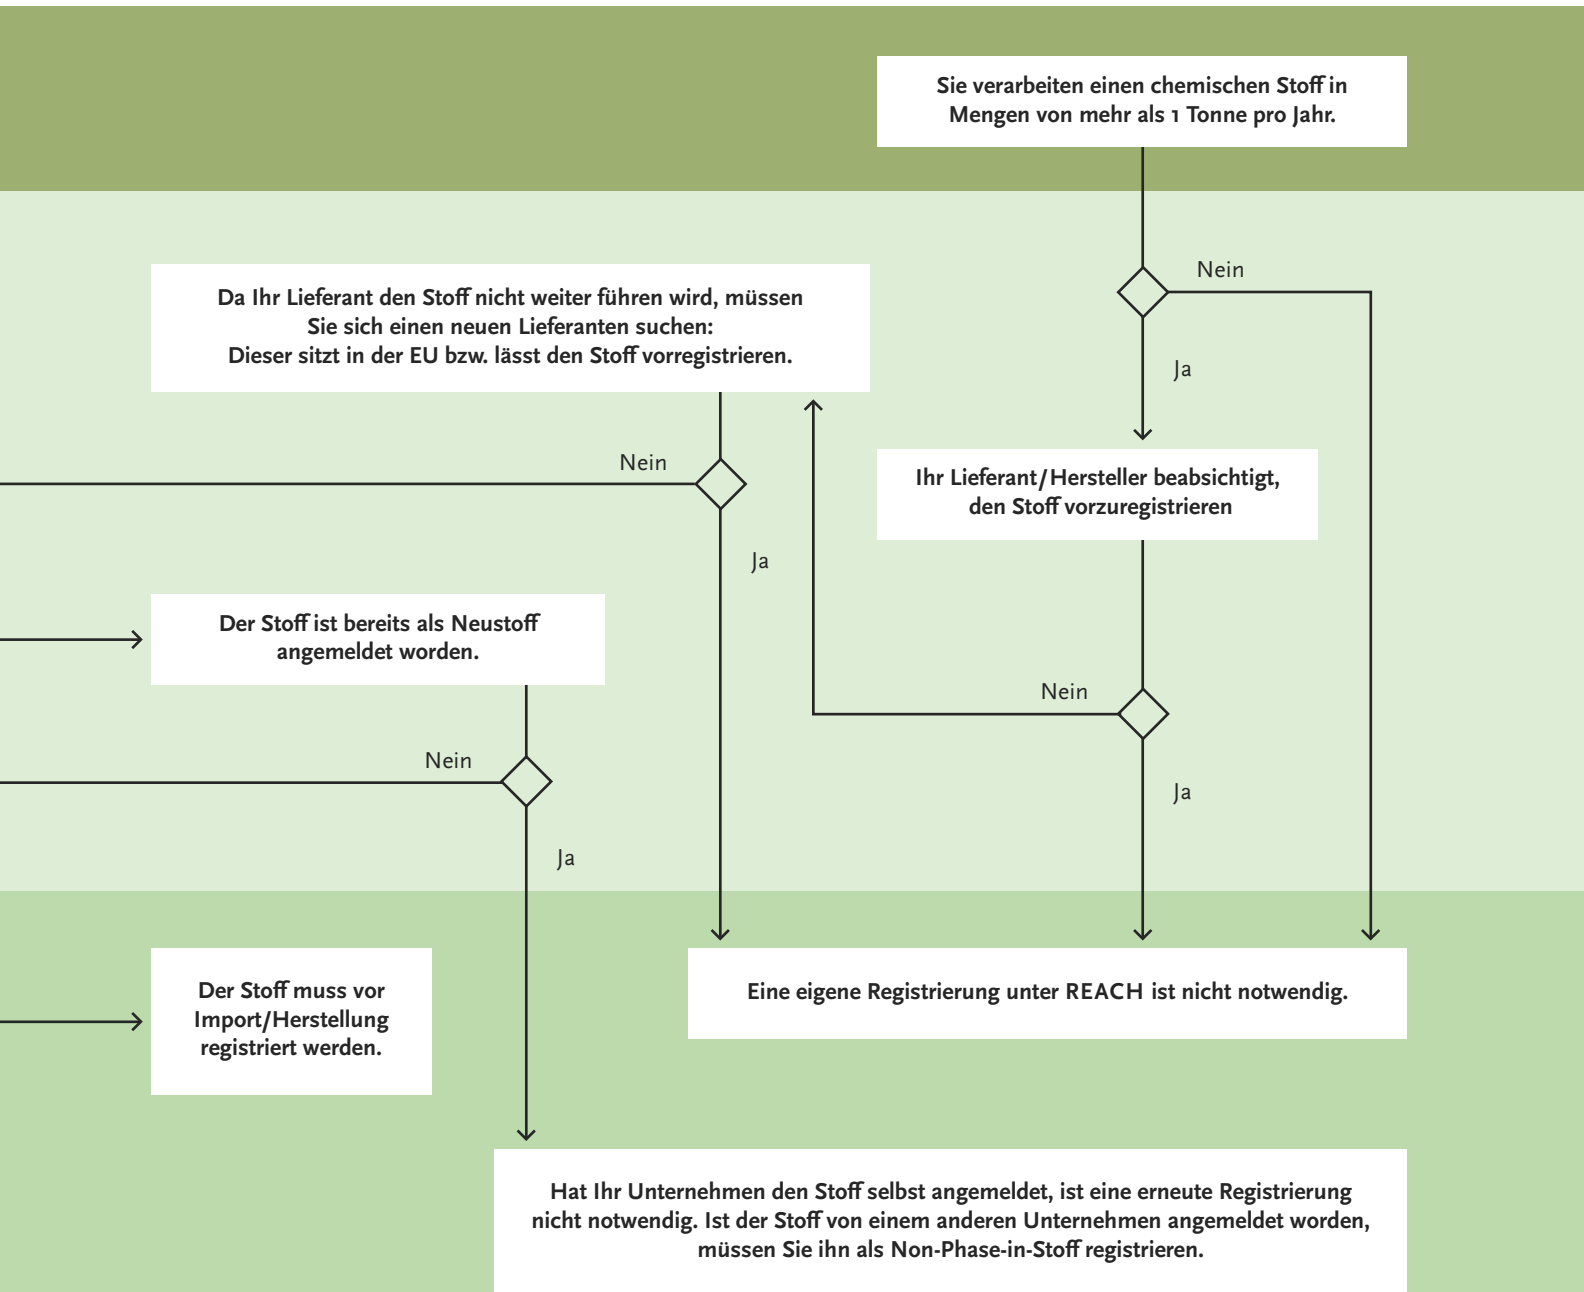 Sie verarbeiten einen chemischen Stoff in
Mengen von mehr als 1 Tonne pro Jahr.
Nein
Ja
Da Ihr Lieferant den Stoff nicht weiter führen wird, müssen
Sie sich einen neuen Lieferanten suchen:
Dieser sitzt in der EU bzw. lässt den Stoff vorregistrieren.
Nein
Ja
Ihr Lieferant/Hersteller beabsichtigt,
den Stoff vorzuregistrieren
Nein
Ja
Der Stoff ist bereits als Neustoff
angemeldet worden.
Nein
Ja
Der Stoff muss vor
Import/Herstellung
registriert werden.
Eine eigene Registrierung unter REACH ist nicht notwendig.
Hat Ihr Unternehmen den Stoff selbst angemeldet, ist eine erneute Registrierung
nicht notwendig. Ist der Stoff von einem anderen Unternehmen angemeldet worden,
müssen Sie ihn als Non-Phase-in-Stoff registrieren.